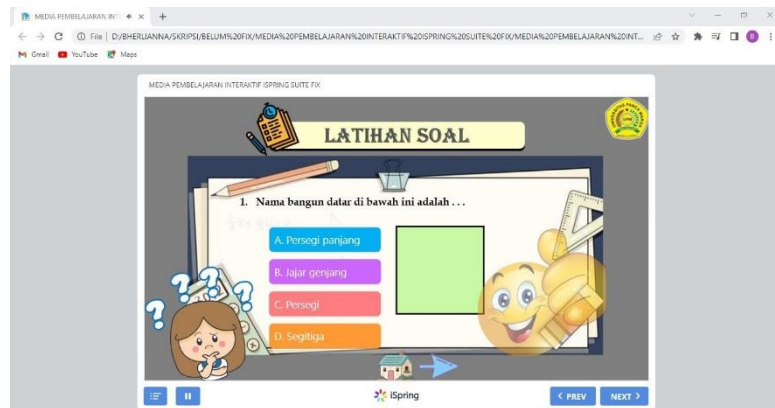 MEDIA PEMBELAJARAN INT
File D:/BHERLIANNA/SKRIPSI/BELUM%20FIX/MEDIA%20PEMBELAJARAN%20INTERAKTIF%20ISPRING%20SUITE%20FIX/MEDIA%20PEMBELAJARAN%20INT...
B
Gmail YouTube Maps
MEDIA PEMBELAJARAN INTERAKTIF ISPRING SUITE FIX
LATIHAN SOAL
1. Nama bangun datar di bawah ini adalah . . .
A. Persegi panjang
B. Jajar genjang
C. Persegi
D. Segitiga
iSpring
< PREV NEXT >